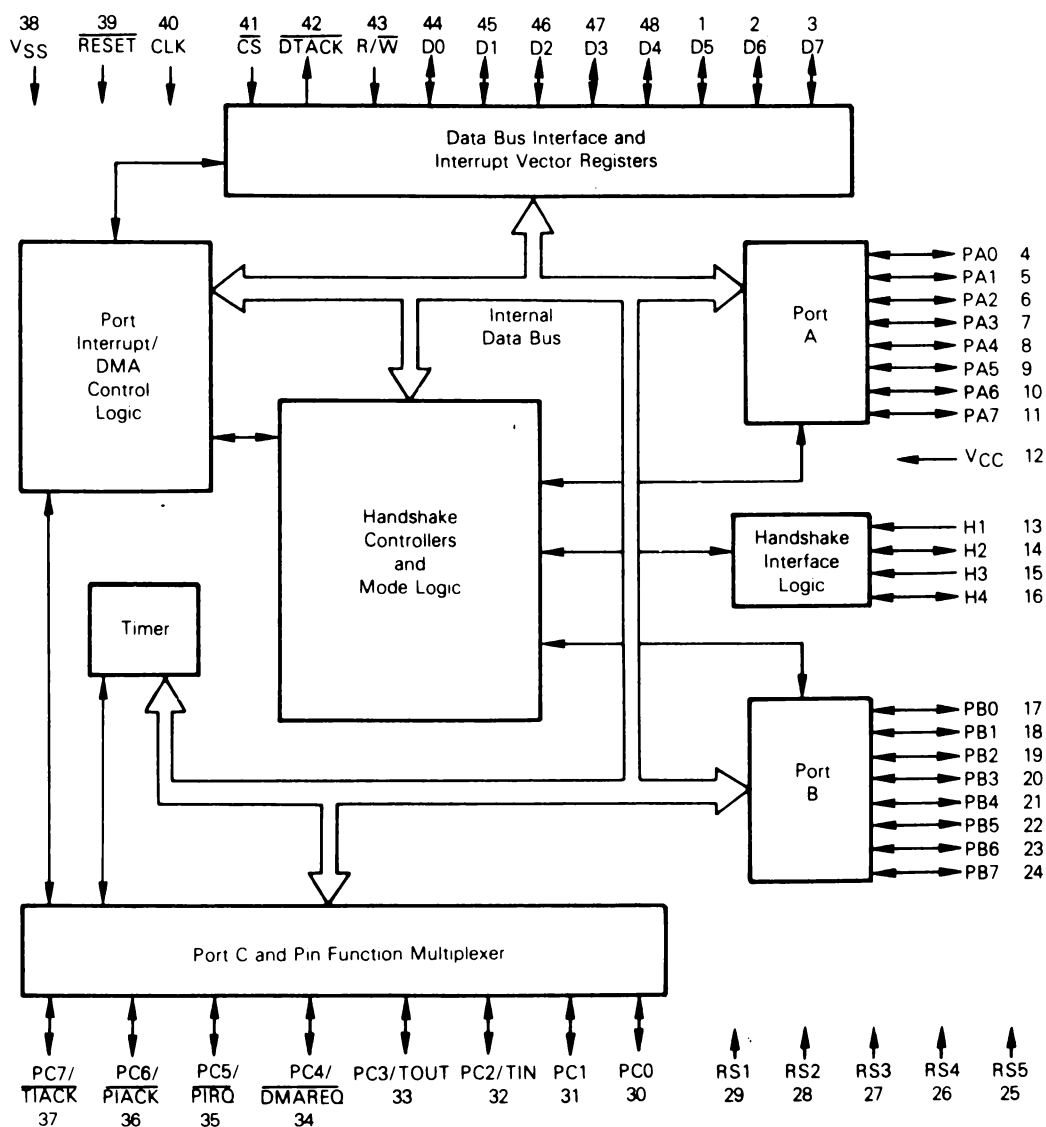 38 39 40 41 42 43 44 45 46 47 48 1 2 3
VSS RESET CLK CS DTACK R/W D0 D1 D2 D3 D4 D5 D6 D7
Data Bus Interface and
Interrupt Vector Registers
Port
Interrupt/
DMA
Control
Logic
Internal
Data Bus
Port
A
PA0 4
PA1 5
PA2 6
PA3 7
PA4 8
PA5 9
PA6 10
PA7 11
VCC 12
Handshake
Controllers
and
Mode Logic
Handshake
Interface
Logic
H1 13
H2 14
H3 15
H4 16
Timer
Port
B
PB0 17
PB1 18
PB2 19
PB3 20
PB4 21
PB5 22
PB6 23
PB7 24
Port C and Pin Function Multiplexer
PC7/ PC6/ PC5/ PC4/ PC3/TOUT PC2/TIN PC1 PC0 RS1 RS2 RS3 RS4 RS5
TIACK PIACK PIRQ DMAREQ 33 32 31 30 29 28 27 26 25
37 36 35 34